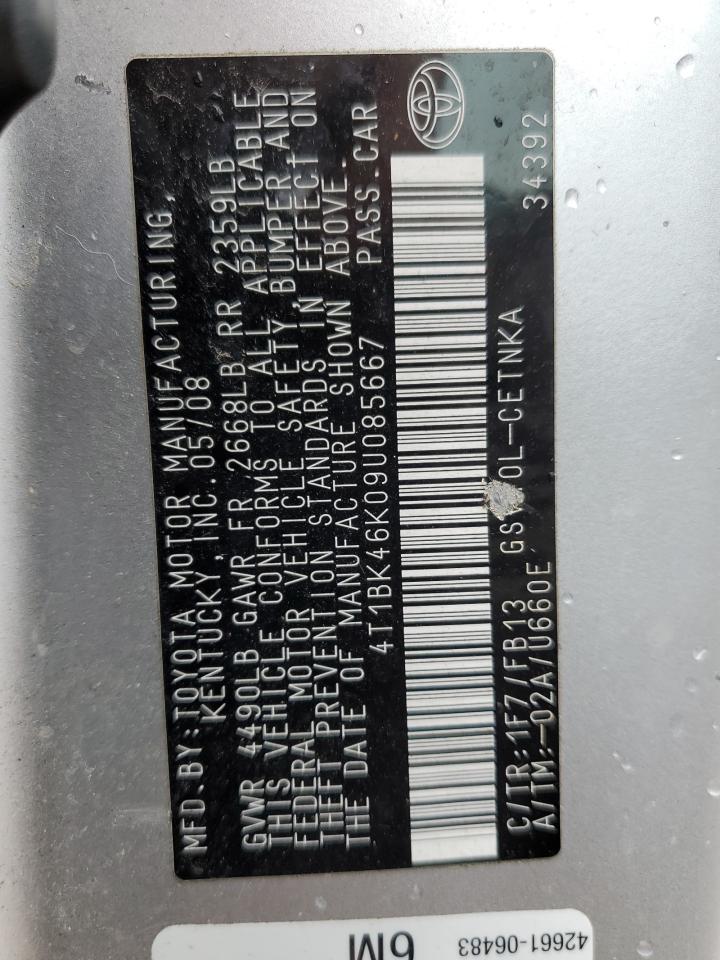 MFD.BY:TOYOTA MOTOR MANUFACTURING,
KENTUCKY,INC.05/08
GVWR 4490LB GAWR FR 2668LB RR 2359LB
THIS VEHICLE CONFORMS TO ALL APPLICABLE
FEDERAL MOTOR VEHICLE SAFETY,BUMPER AND
THEFT PREVENTION STANDARDS IN EFFECT ON
THE DATE OF MANUFACTURE SHOWN ABOVE.
4T1BK46K09U085667 PASS.CAR
C/TR:1F7/FB13 L-CETNKA 34392
A/TM:-02A/U660E
42661-06483
6M